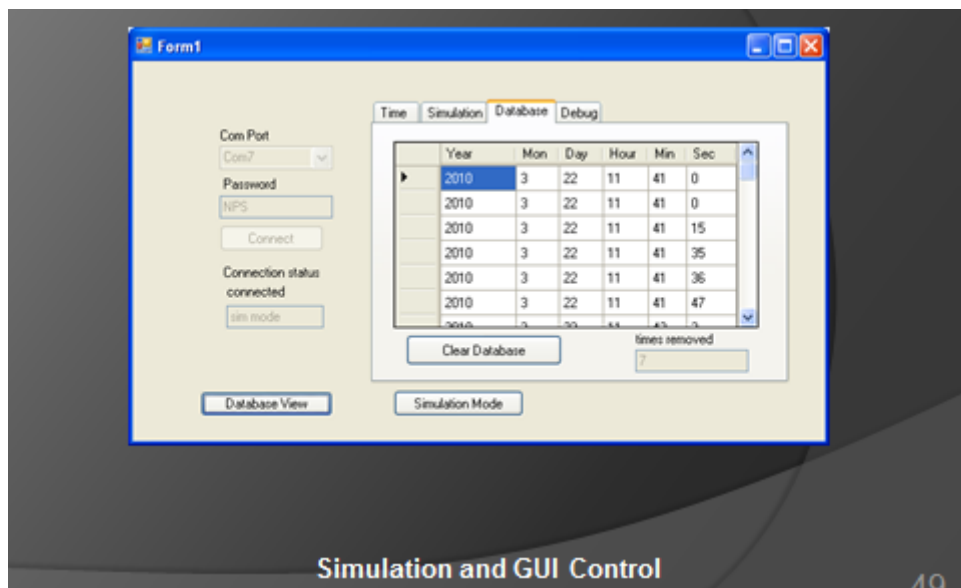 Form1
Time Simulation Database Debug
Com Port
Com7
Password
NPS
Connect
Connection status
connected
sim mode
Year Mon Day Hour Min Sec
2010 3 22 11 41 0
2010 3 22 11 41 0
2010 3 22 11 41 15
2010 3 22 11 41 35
2010 3 22 11 41 36
2010 3 22 11 41 47
Clear Database
times removed
7
Database View
Simulation Mode
Simulation and GUI Control
49